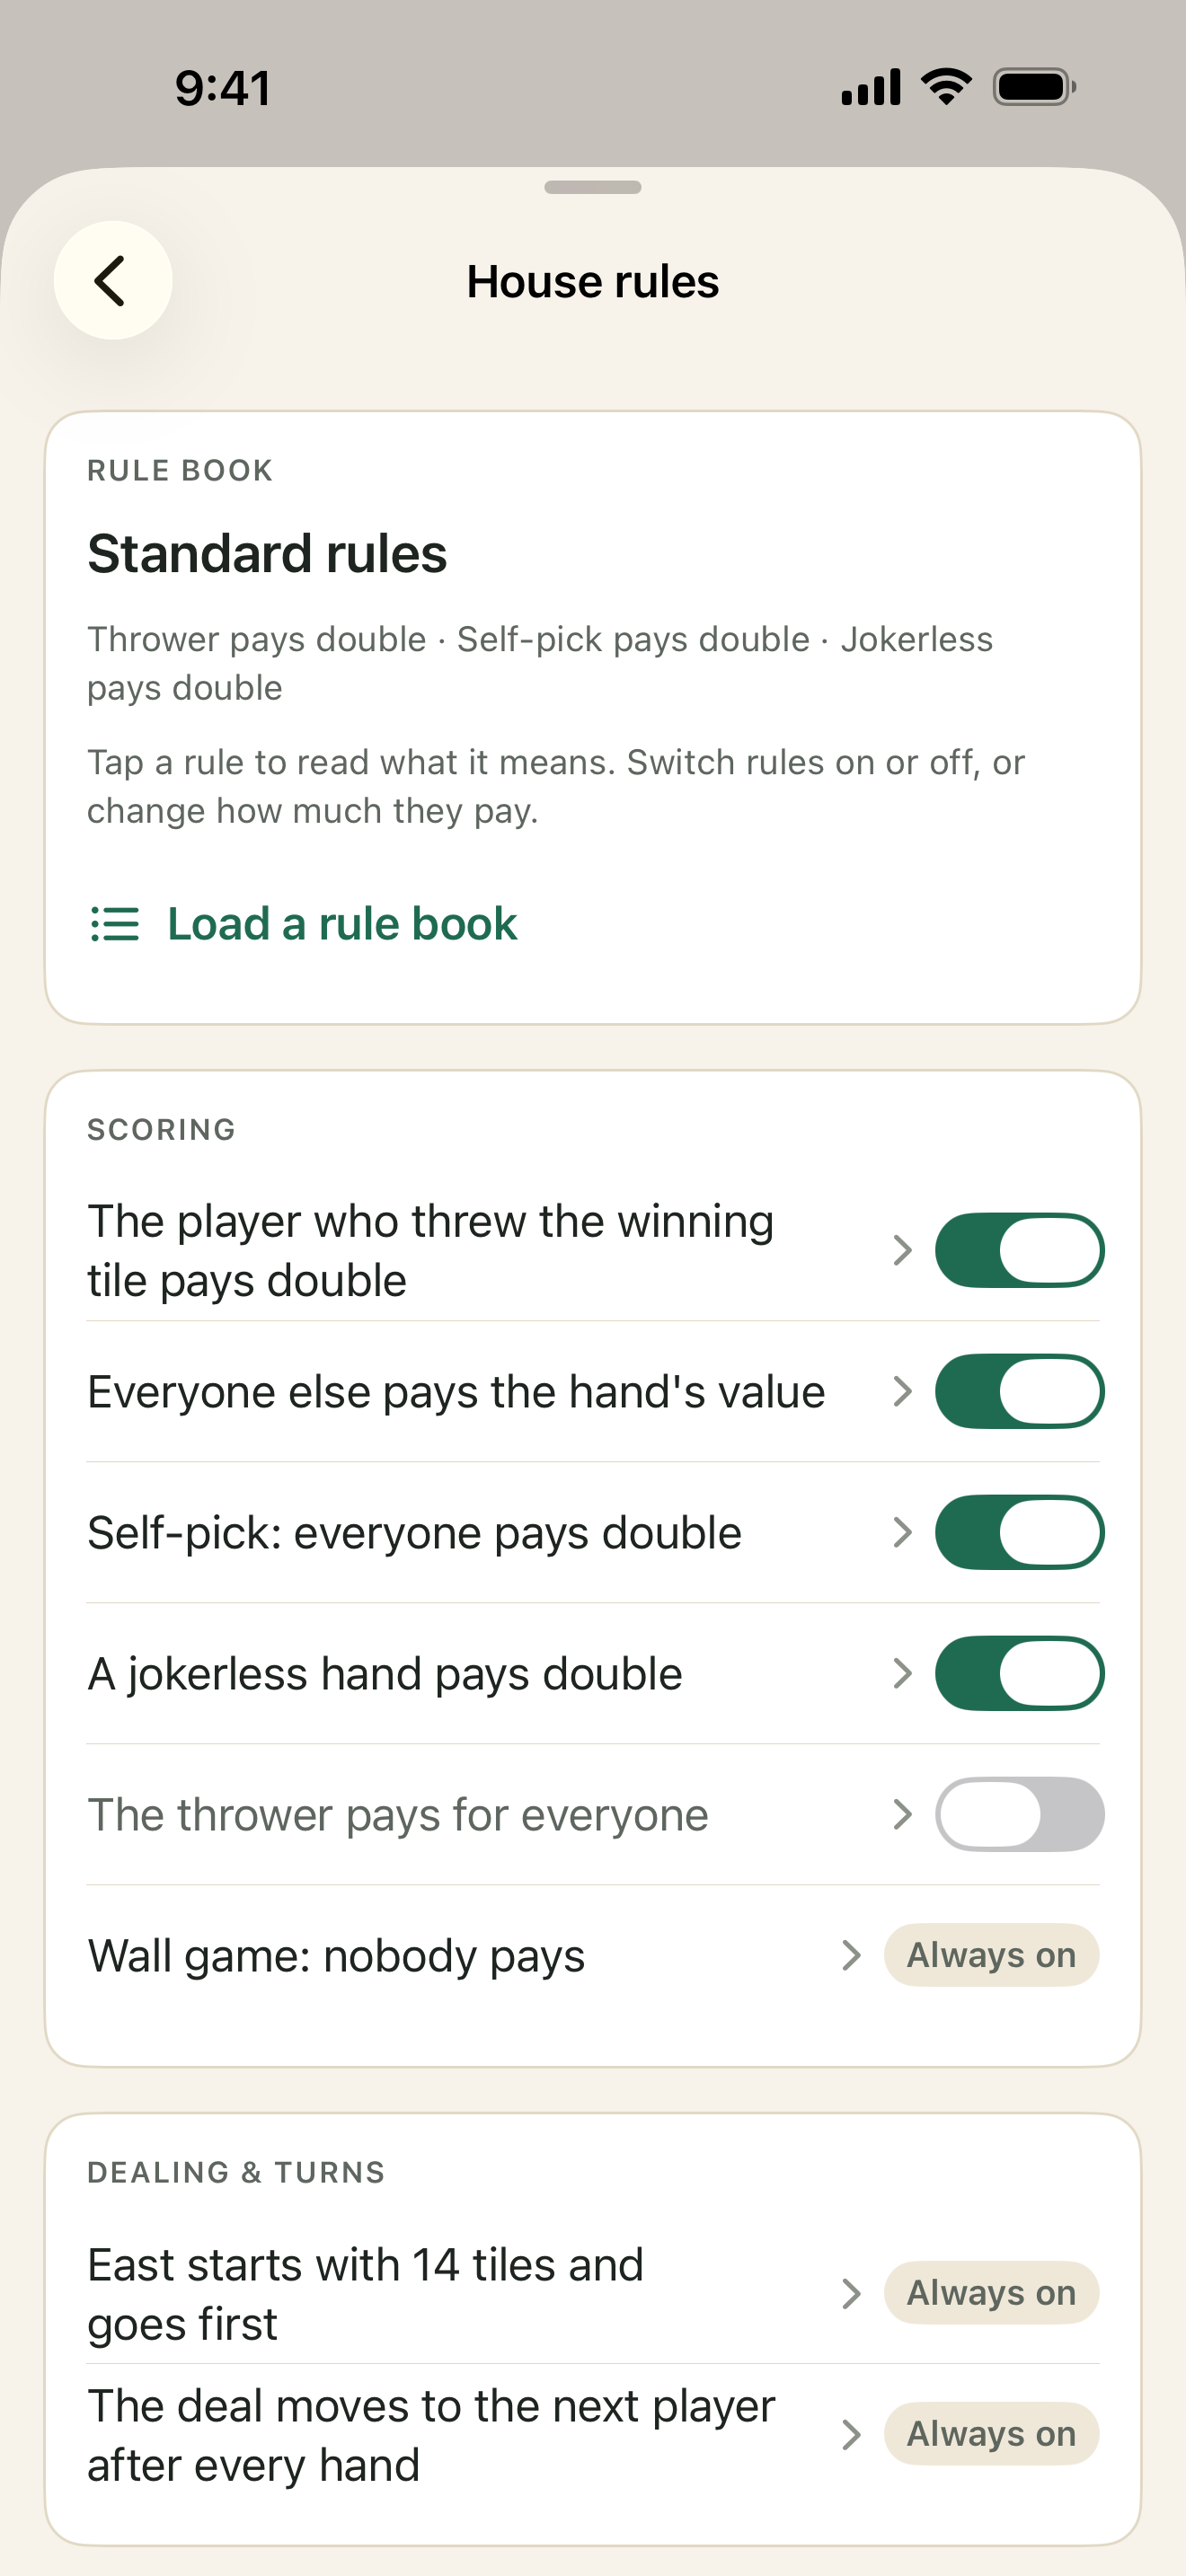 9:41
House rules
RULE BOOK
Standard rules
Thrower pays double · Self-pick pays double · Jokerless
pays double
Tap a rule to read what it means. Switch rules on or off, or
change how much they pay.
Load a rule book
SCORING
The player who threw the winning
tile pays double
Everyone else pays the hand's value
Self-pick: everyone pays double
A jokerless hand pays double
The thrower pays for everyone
Wall game: nobody pays
Always on
DEALING & TURNS
East starts with 14 tiles and
goes first
Always on
The deal moves to the next player
after every hand
Always on